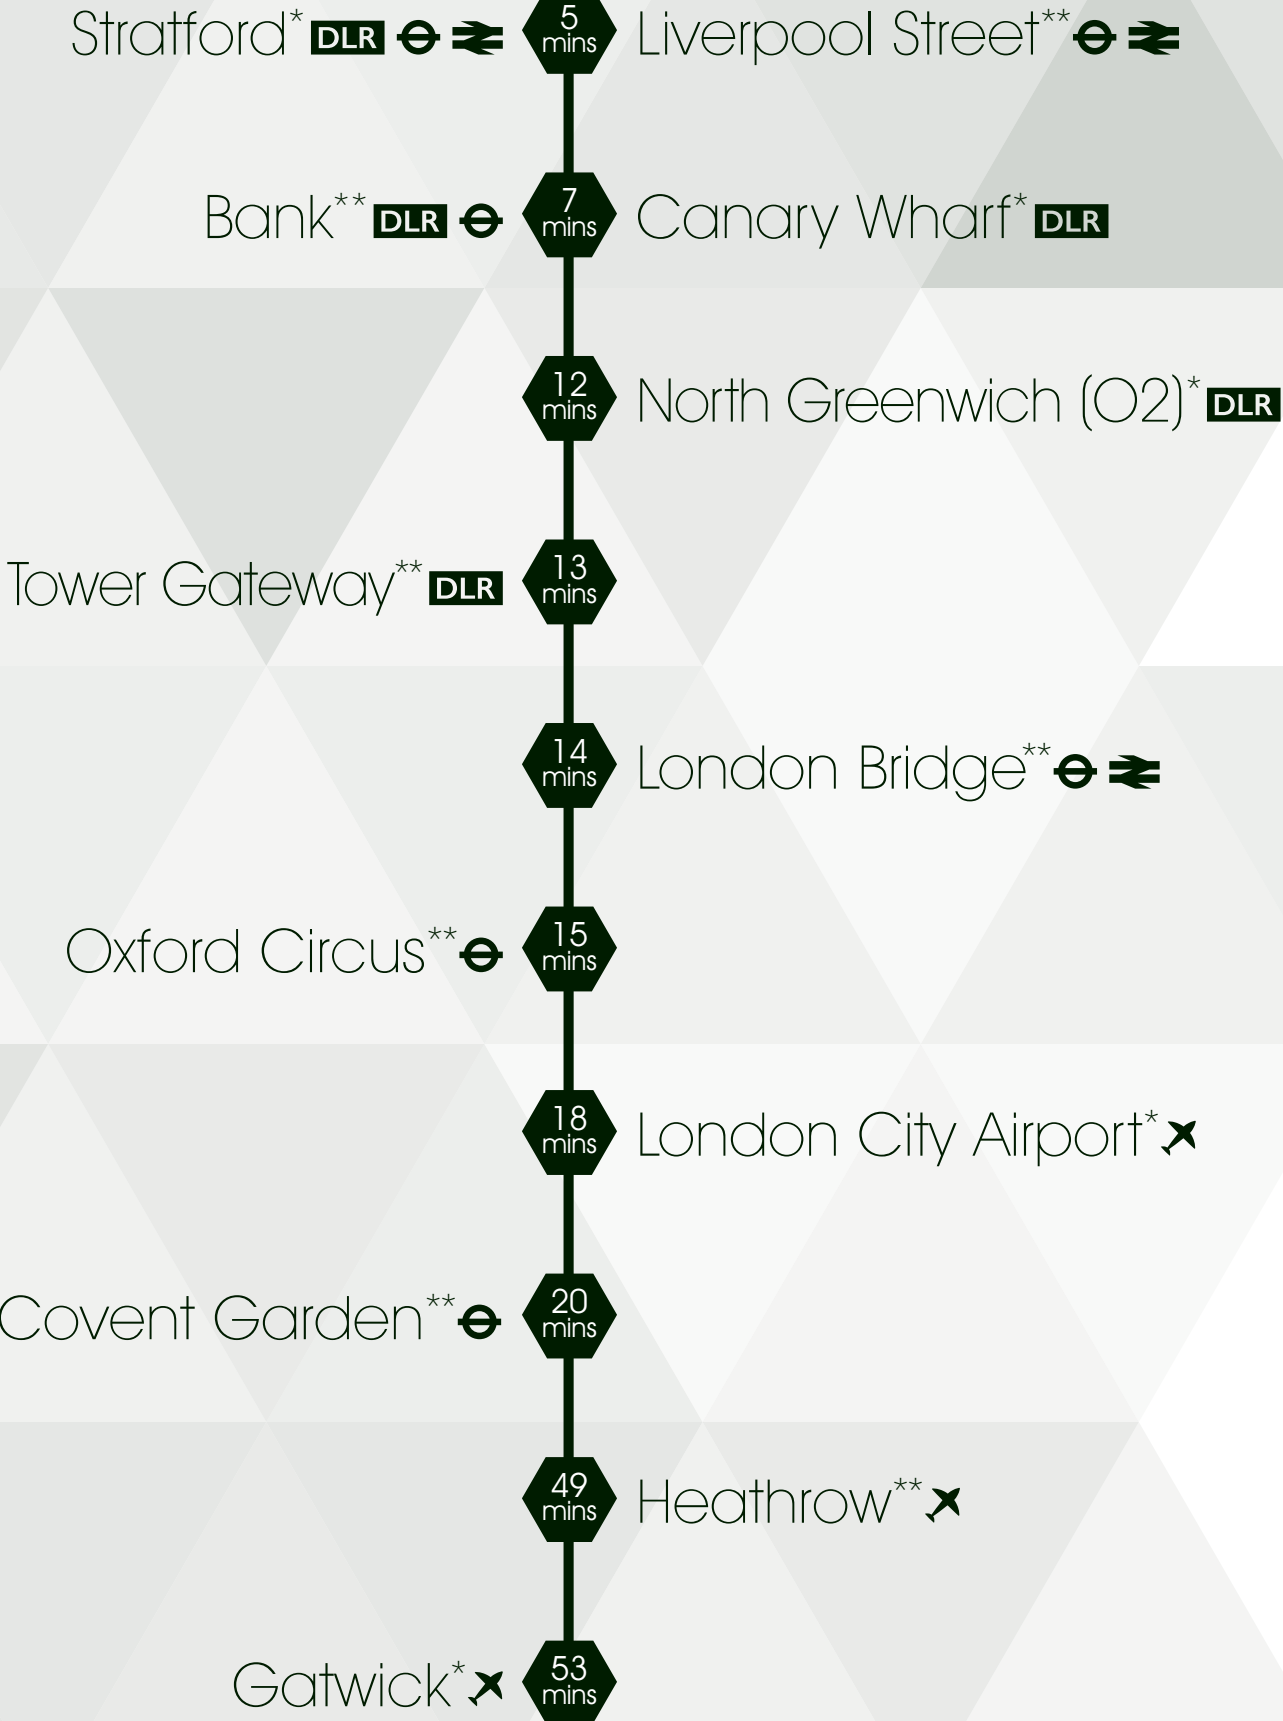 Stratford* DLR 5 mins Liverpool Street**
Bank** DLR 7 mins Canary Wharf* DLR
12 mins North Greenwich (O2)* DLR
Tower Gateway** DLR 13 mins
14 mins London Bridge**
Oxford Circus** 15 mins
18 mins London City Airport*
Covent Garden** 20 mins
49 mins Heathrow**
Gatwick* 53 mins